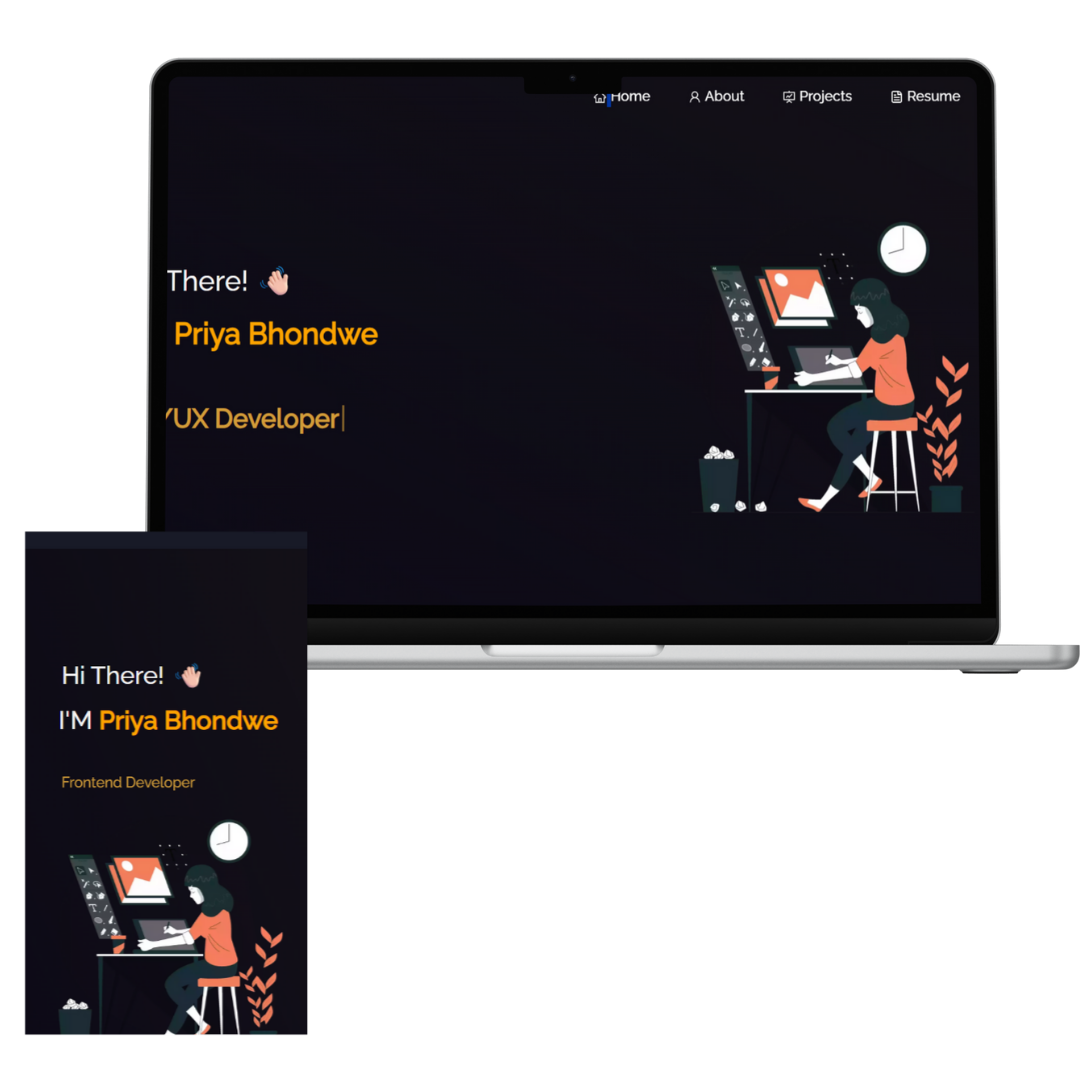 Home About Projects Resume
There! 👋
Priya Bhondwe
/UX Developer|
Hi There! 👋
I'M Priya Bhondwe
Frontend Developer